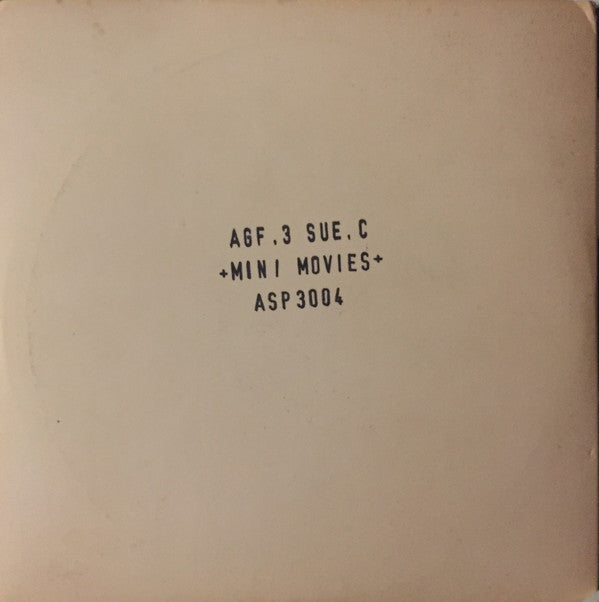 AGF.3 SUE.C
+MINI MOVIES+
ASP3004